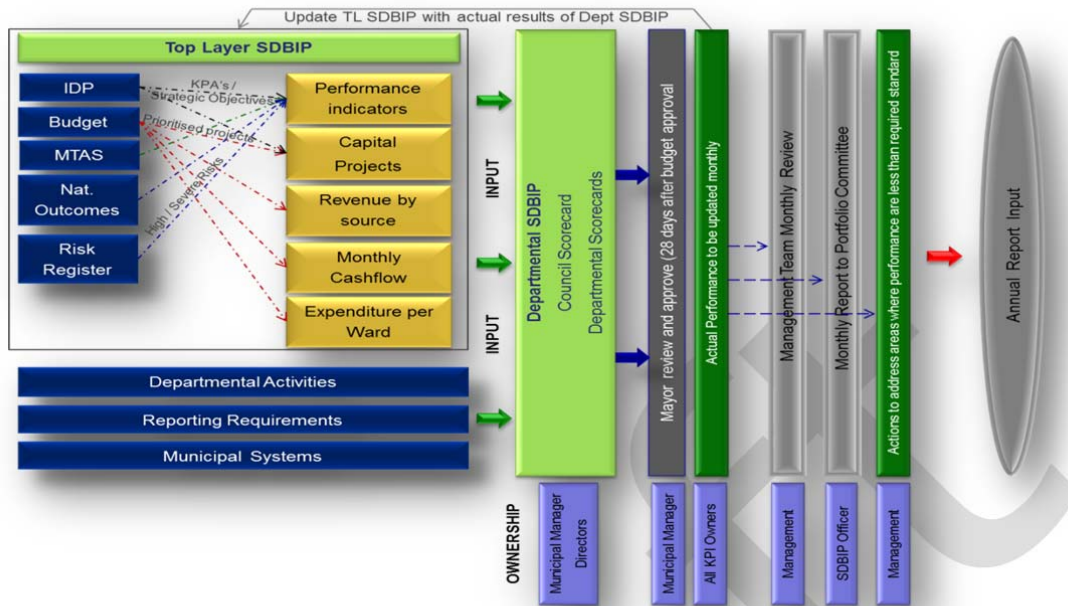 Update TL SDBIP with actual results of Dept SDBIP
Top Layer SDBIP
IDP
Budget
MTAS
Nat.
Outcomes
Risk
Register
KPA's /
Strategic Objectives
Prioritised projects
High / Severe Risks
Performance
indicators
Capital
Projects
Revenue by
source
Monthly
Cashflow
Expenditure per
Ward
Departmental Activities
Reporting Requirements
Municipal Systems
INPUT
INPUT
Departmental SDBIP
Council Scorecard
Departmental Scorecards
Mayor review and approve (28 days after budget approval
Actual Performance to be updated monthly
Management Team Monthly Review
Monthly Report to Portfolio Committee
Actions to address areas where performance are less than required standard
Annual Report Input
OWNERSHIP
Municipal Manager
Directors
Municipal Manager
All KPI Owners
Management
SDBIP Officer
Management